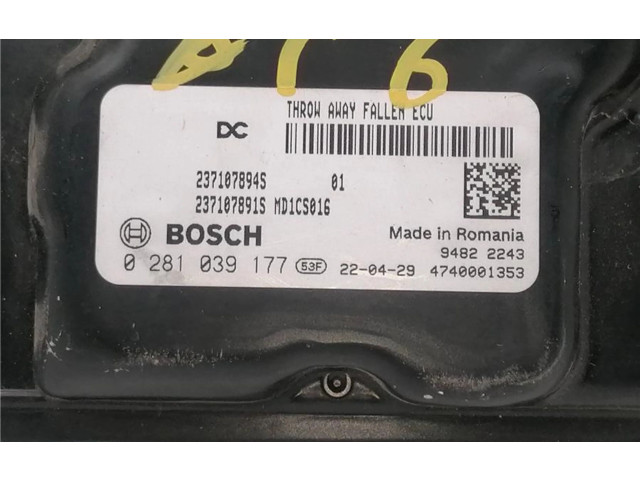 DC
THROW AWAY FALLEN ECU
237107894S 01
237107891S MD1CS016
BOSCH
Made in Romania
9482 2243
0 281 039 177 53F 22-04-29 4740001353